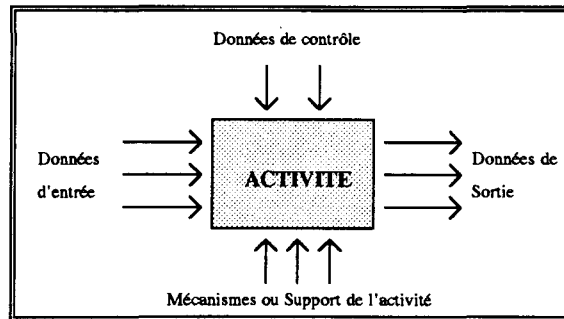 Données de contrôle
Données
d'entrée
ACTIVITE
Données de
Sortie
Mécanismes ou Support de l'activité